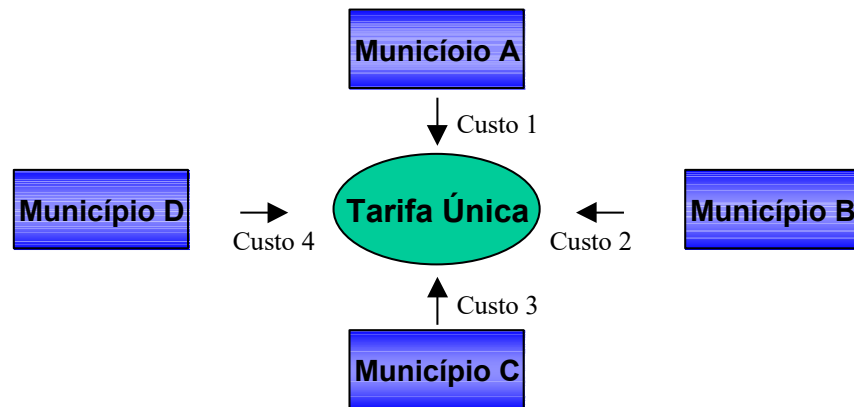 Municíoio A
Custo 1
Município D
Tarifa Única
Município B
Custo 4
Custo 2
Custo 3
Município C